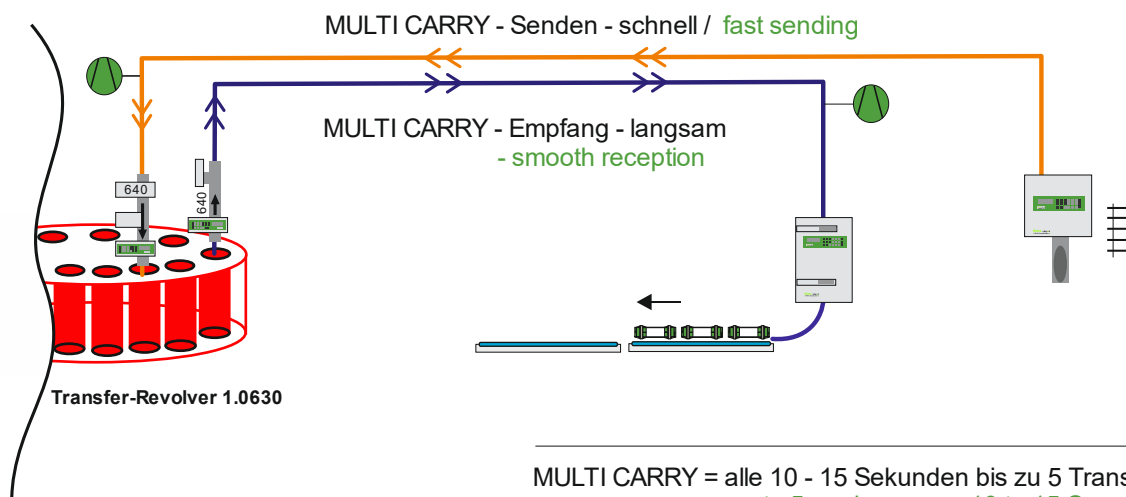 MULTI CARRY - Senden - schnell / fast sending
MULTI CARRY - Empfang - langsam
- smooth reception
640
640
Transfer-Revolver 1.0630
MULTI CARRY = alle 10 - 15 Sekunden bis zu 5